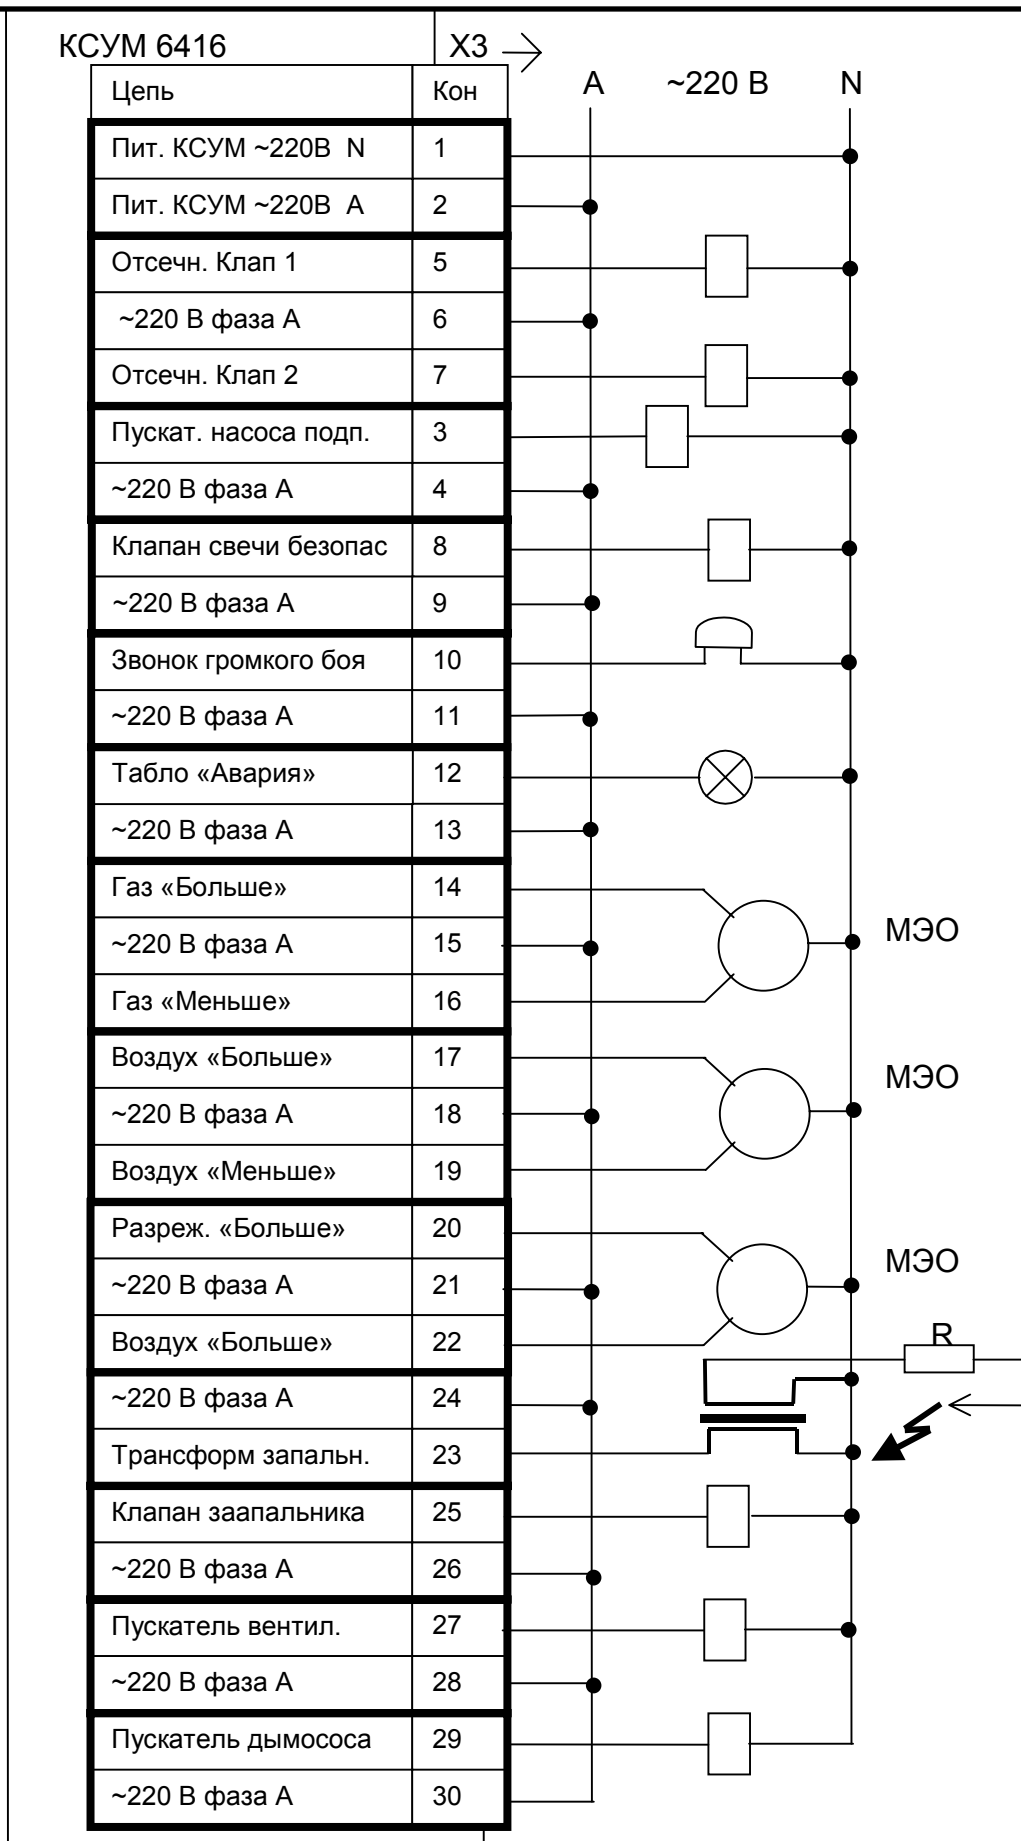 КСУМ 6416 X3
A ~220 В N
Цепь Кон
Пит. КСУМ ~220В N 1
Пит. КСУМ ~220В А 2
Отсечн. Клап 1 5
~220 В фаза А 6
Отсечн. Клап 2 7
Пускат. насоса подп. 3
~220 В фаза А 4
Клапан свечи безопас 8
~220 В фаза А 9
Звонок громкого боя 10
~220 В фаза А 11
Табло «Авария» 12
~220 В фаза А 13
Газ «Больше» 14
~220 В фаза А 15
МЭО
Газ «Меньше» 16
Воздух «Больше» 17
МЭО
~220 В фаза А 18
Воздух «Меньше» 19
Разреж. «Больше» 20
МЭО
~220 В фаза А 21
Воздух «Больше» 22
R
~220 В фаза А 24
Трансформ запальн. 23
Клапан заапальника 25
~220 В фаза А 26
Пускатель вентил. 27
~220 В фаза А 28
Пускатель дымососа 29
~220 В фаза А 30